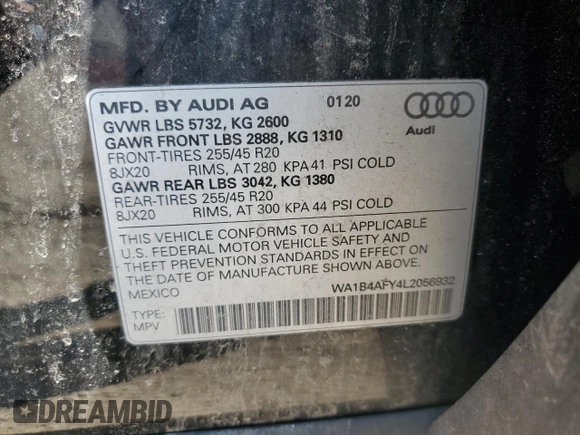 MFD. BY AUDI AG 0120
GVWR LBS 5732, KG 2600
GAWR FRONT LBS 2888, KG 1310
FRONT-TIRES 255/45 R20
8JX20 RIMS, AT 280 KPA 41 PSI COLD
GAWR REAR LBS 3042, KG 1380
REAR-TIRES 255/45 R20
8JX20 RIMS, AT 300 KPA 44 PSI COLD
Audi
THIS VEHICLE CONFORMS TO ALL APPLICABLE
U.S. FEDERAL MOTOR VEHICLE SAFETY AND
THEFT PREVENTION STANDARDS IN EFFECT ON
THE DATE OF MANUFACTURE SHOWN ABOVE.
MEXICO WA1B4AFY4L2056932
TYPE:
MPV
DREAMBID